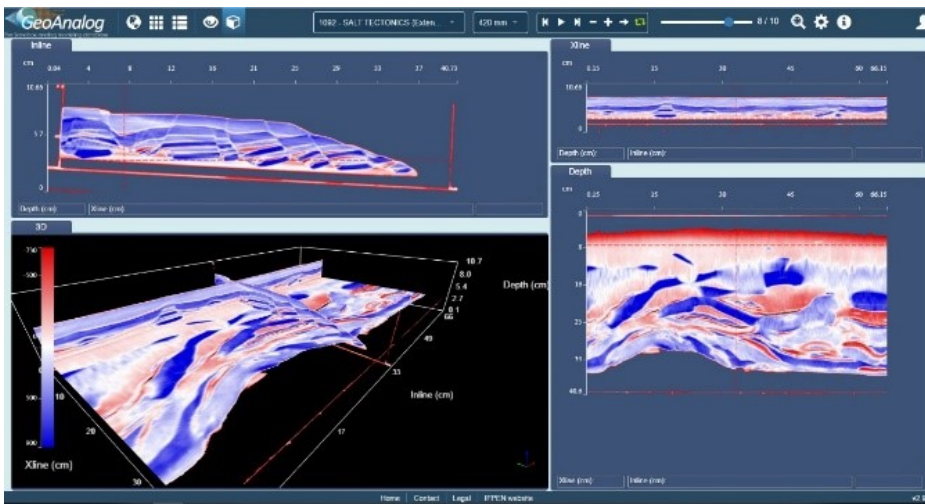 GeoAnalog
1092 - SALT TECTONICS (Exten...
420 mm
8 / 10
Inline
cm
0.04 4 8 12 16 21 25 29 33 37 40.73
10.65
5.7
0
Depth (cm): Xline (cm):
Xline
cm
0.25 15 30 45 60 66.15
10.65
0
Depth (cm): Inline (cm):
3D
-750
-500
500
Xline (cm)
10
20
30
10.7
8.0
5.4
2.7
0.1
Depth (cm)
66
49
33
17
Inline (cm)
Depth
cm
0.25 15 30 45 60 66.15
0
8
25
40.6
Xline (cm): Inline (cm):
Home Contact Legal IFPEN website